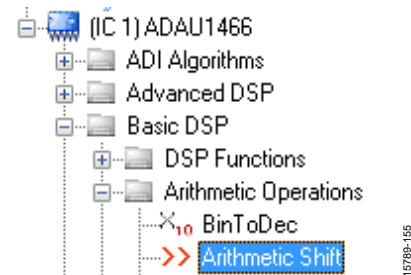 (IC 1) ADAU1466
ADI Algorithms
Advanced DSP
Basic DSP
DSP Functions
Arithmetic Operations
X10 BinToDec
>> Arithmetic Shift
15789-155